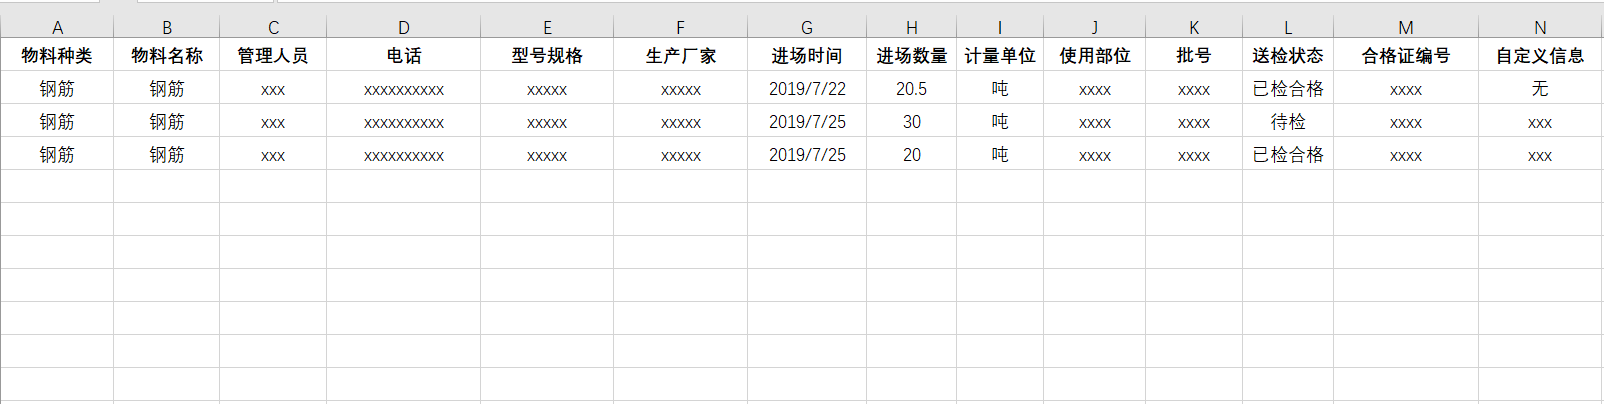 A B C D E F G H I J K L M N
物料种类 物料名称 管理人员 电话 型号规格 生产厂家 进场时间 进场数量 计量单位 使用部位 批号 送检状态 合格证编号 自定义信息
钢筋 钢筋 xxx xxxxxxxxxx xxxxx xxxxx 2019/7/22 20.5 吨 xxxx xxxx 已检合格 xxxx 无
钢筋 钢筋 xxx xxxxxxxxxx xxxxx xxxxx 2019/7/25 30 吨 xxxx xxxx 待检 xxxx xxx
钢筋 钢筋 xxx xxxxxxxxxx xxxxx xxxxx 2019/7/25 20 吨 xxxx xxxx 已检合格 xxxx xxx